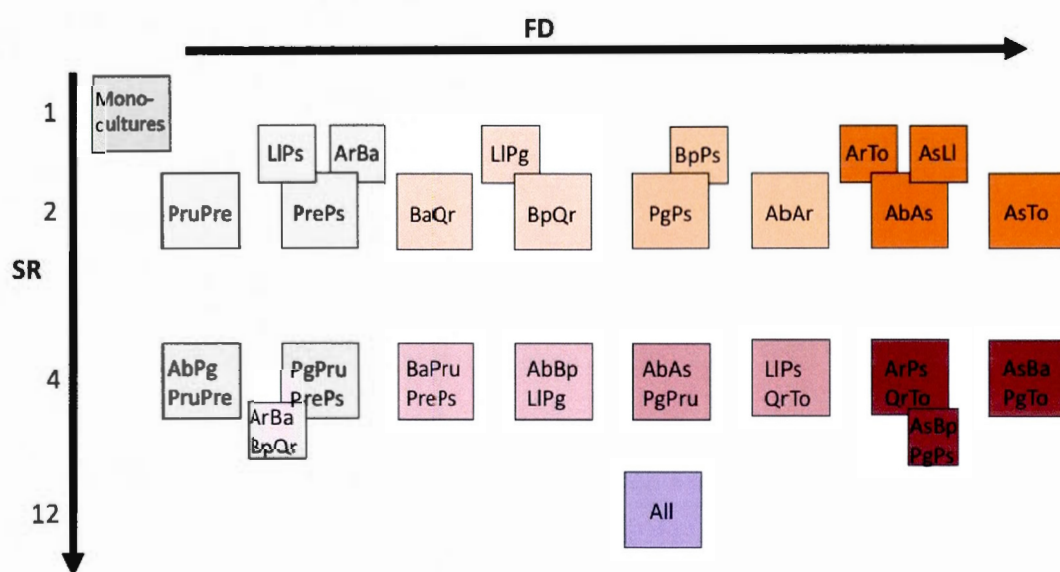 FD
1
Mono-
cultures
LlPs
ArBa
LlPg
BpPs
ArTo
AsLl
2
PruPre
PrePs
BaQr
BpQr
PgPs
AbAr
AbAs
AsTo
SR
4
AbPg
PruPre
PgPru
PrePs
BaPru
PrePs
AbBp
LlPg
AbAs
PgPru
LlPs
QrTo
ArPs
QrTo
AsBa
PgTo
ArBa
BpQr
AsBp
PgPs
12
All